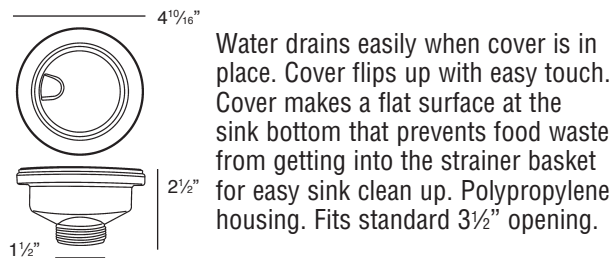 4 10/16”
Water drains easily when cover is in
place. Cover flips up with easy touch.
Cover makes a flat surface at the
sink bottom that prevents food waste
from getting into the strainer basket
for easy sink clean up. Polypropylene
housing. Fits standard 3½” opening.
2½”
1½”